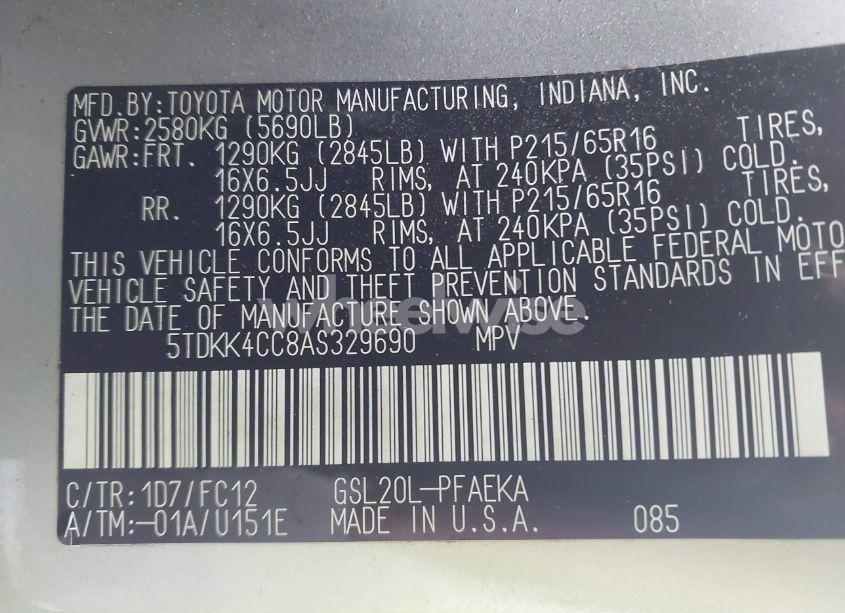 MFD.BY:TOYOTA MOTOR MANUFACTURING, INDIANA, INC.
GVWR:2580KG (5690LB)
GAWR:FRT. 1290KG (2845LB) WITH P215/65R16 TIRES,
16X6.5JJ RIMS, AT 240KPA (35PSI) COLD.
RR. 1290KG (2845LB) WITH P215/65R16 TIRES,
16X6.5JJ RIMS, AT 240KPA (35PSI) COLD.
THIS VEHICLE CONFORMS TO ALL APPLICABLE FEDERAL MOTO
VEHICLE SAFETY AND THEFT PREVENTION STANDARDS IN EFF
THE DATE OF MANUFACTURE SHOWN ABOVE.
wheelwise
5TDKK4CC8AS329690 MPV
C/TR:1D7/FC12 GSL20L-PFAEKA
A/TM:-01A/U151E MADE IN U.S.A. 085